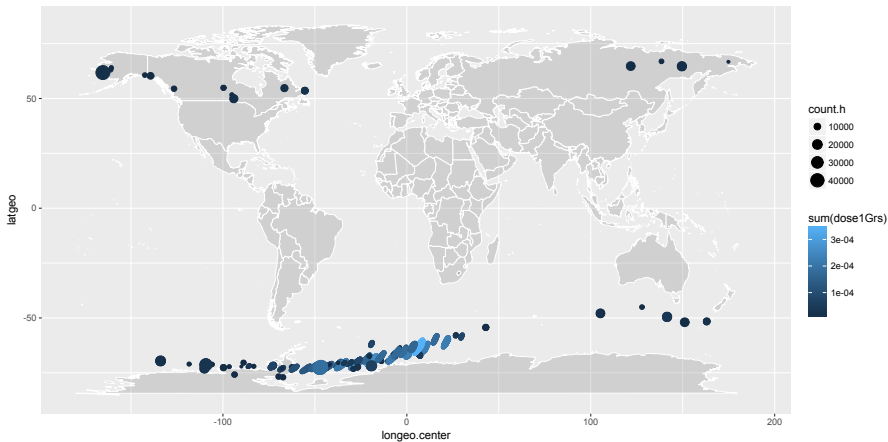 50
0
-50
latgeo
-100
0
100
200
longeo.center
count.h
10000
20000
30000
40000
sum(dose1Grs)
3e-04
2e-04
1e-04